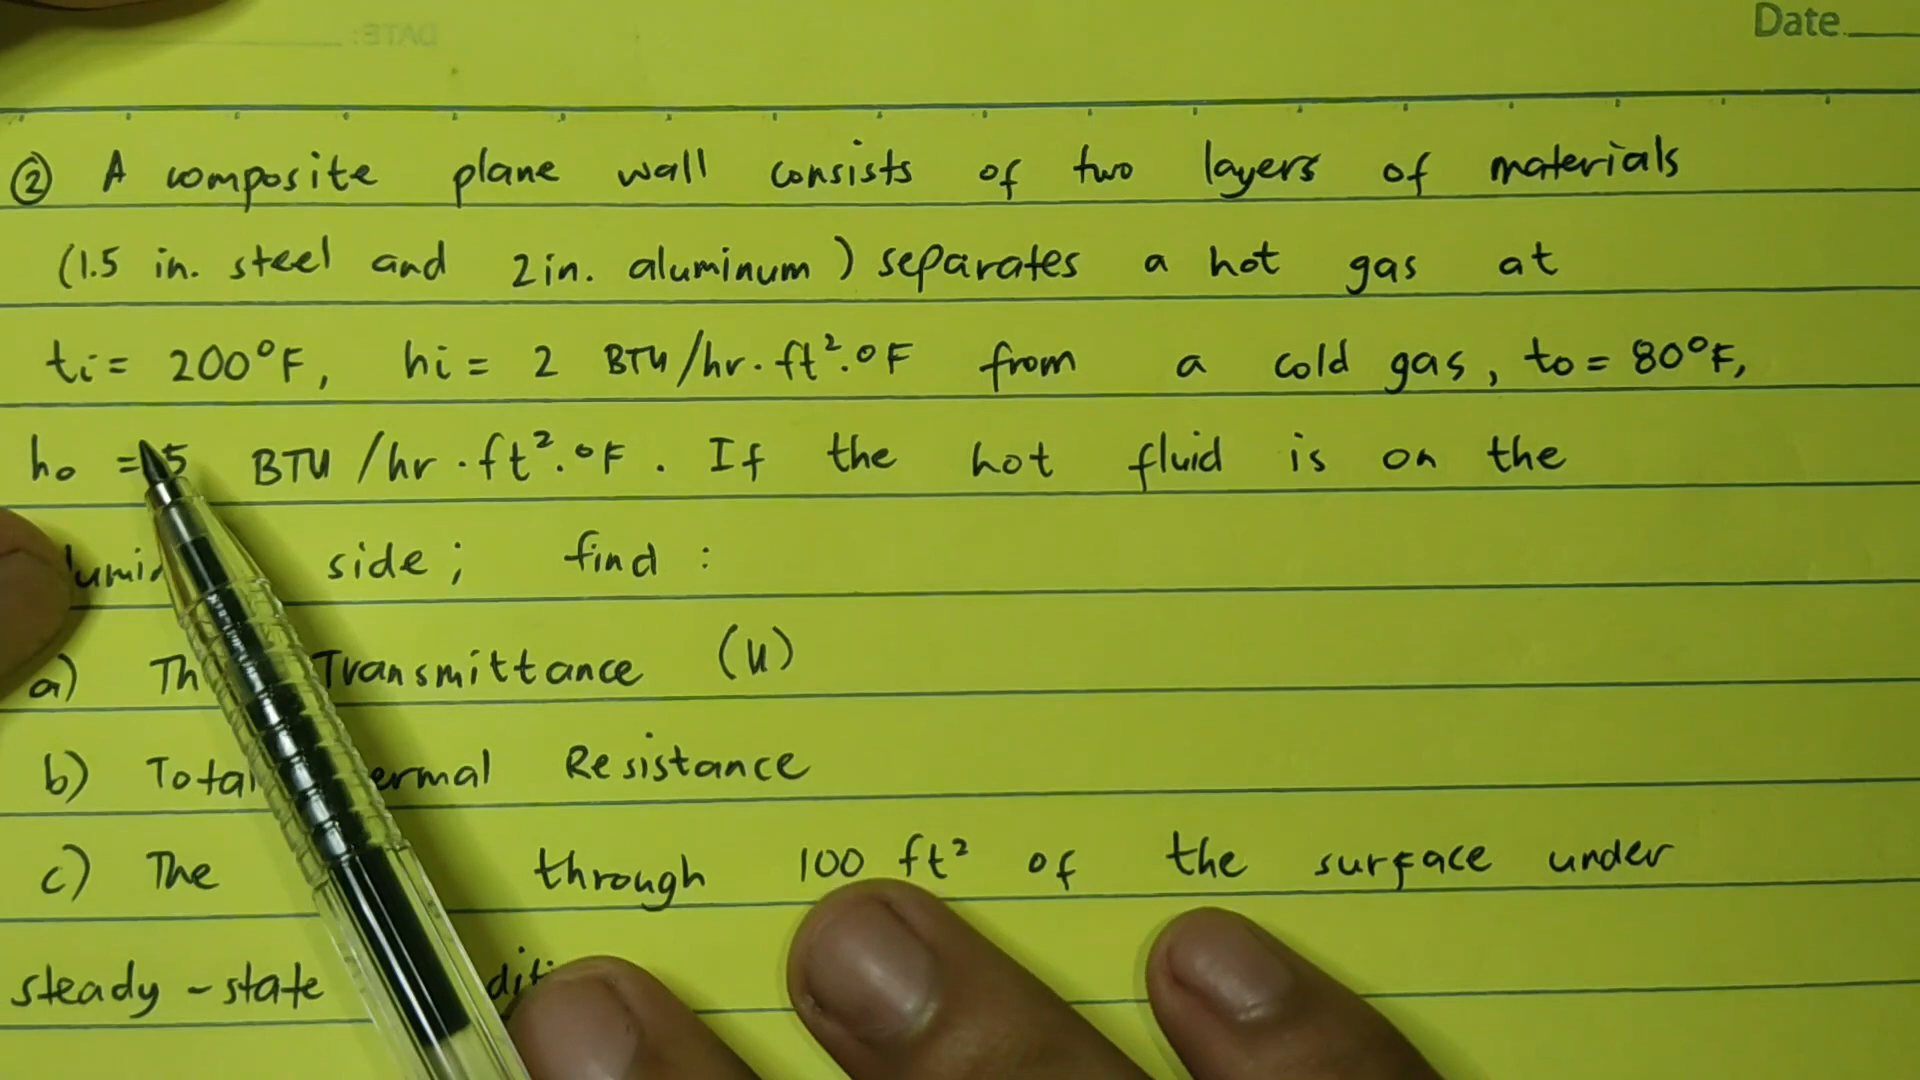 Date
DATE:
② A composite plane wall consists of two layers of materials
(1.5 in. steel and 2in. aluminum) separates a hot gas at
ti = 200°F, hi = 2 BTU/hr.ft².°F from a cold gas, to = 80°F,
ho = 5 BTU/hr.ft².°F. If the hot fluid is on the
side; find:
a) Transmittance (U)
b) Total Resistance
c) The through 100 ft² of the surface under
steady-state